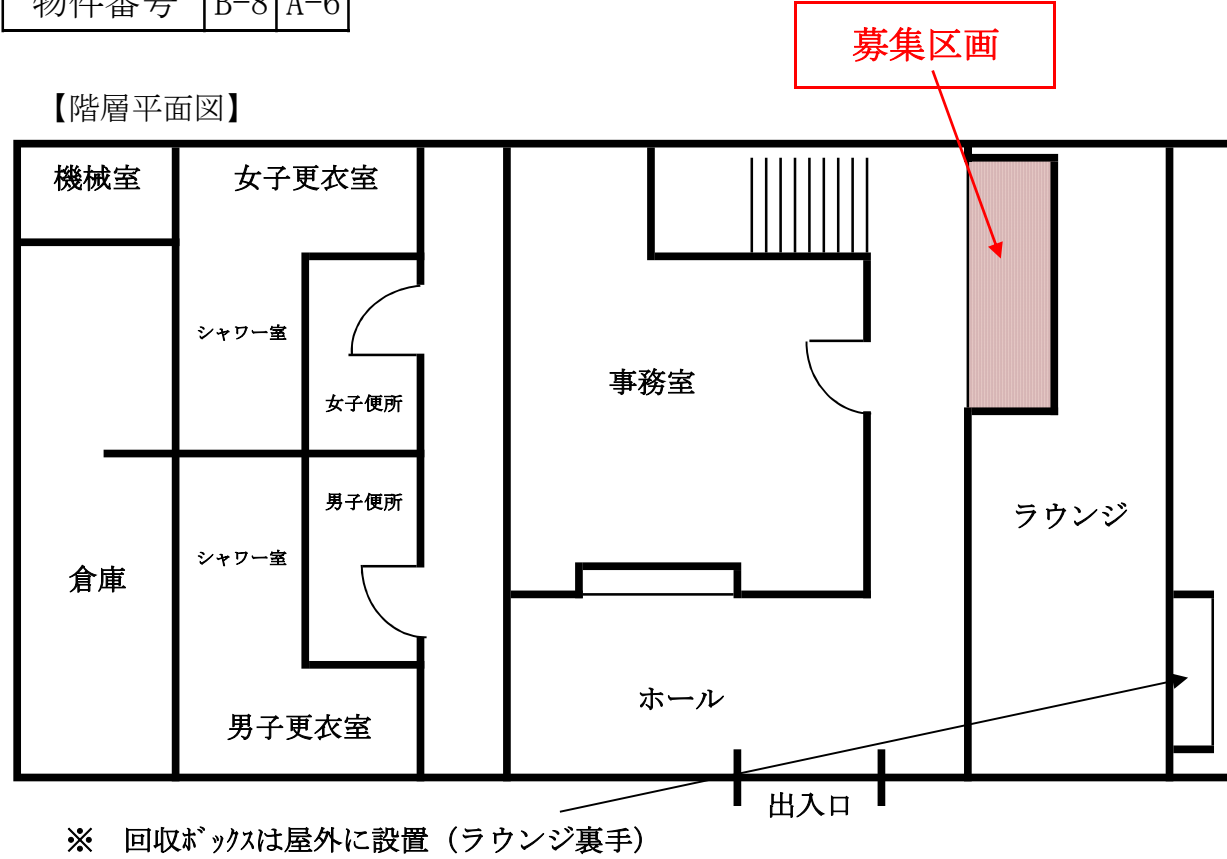 物件番号 B-8 A-6
募集区画
【階層平面図】
機械室 女子更衣室
シャワー室
事務室
女子便所
男子便所
ラウンジ
シャワー室
倉庫
ホール
男子更衣室
出入口
※ 回収ﾎﾞｯｸｽは屋外に設置（ラウンジ裏手）